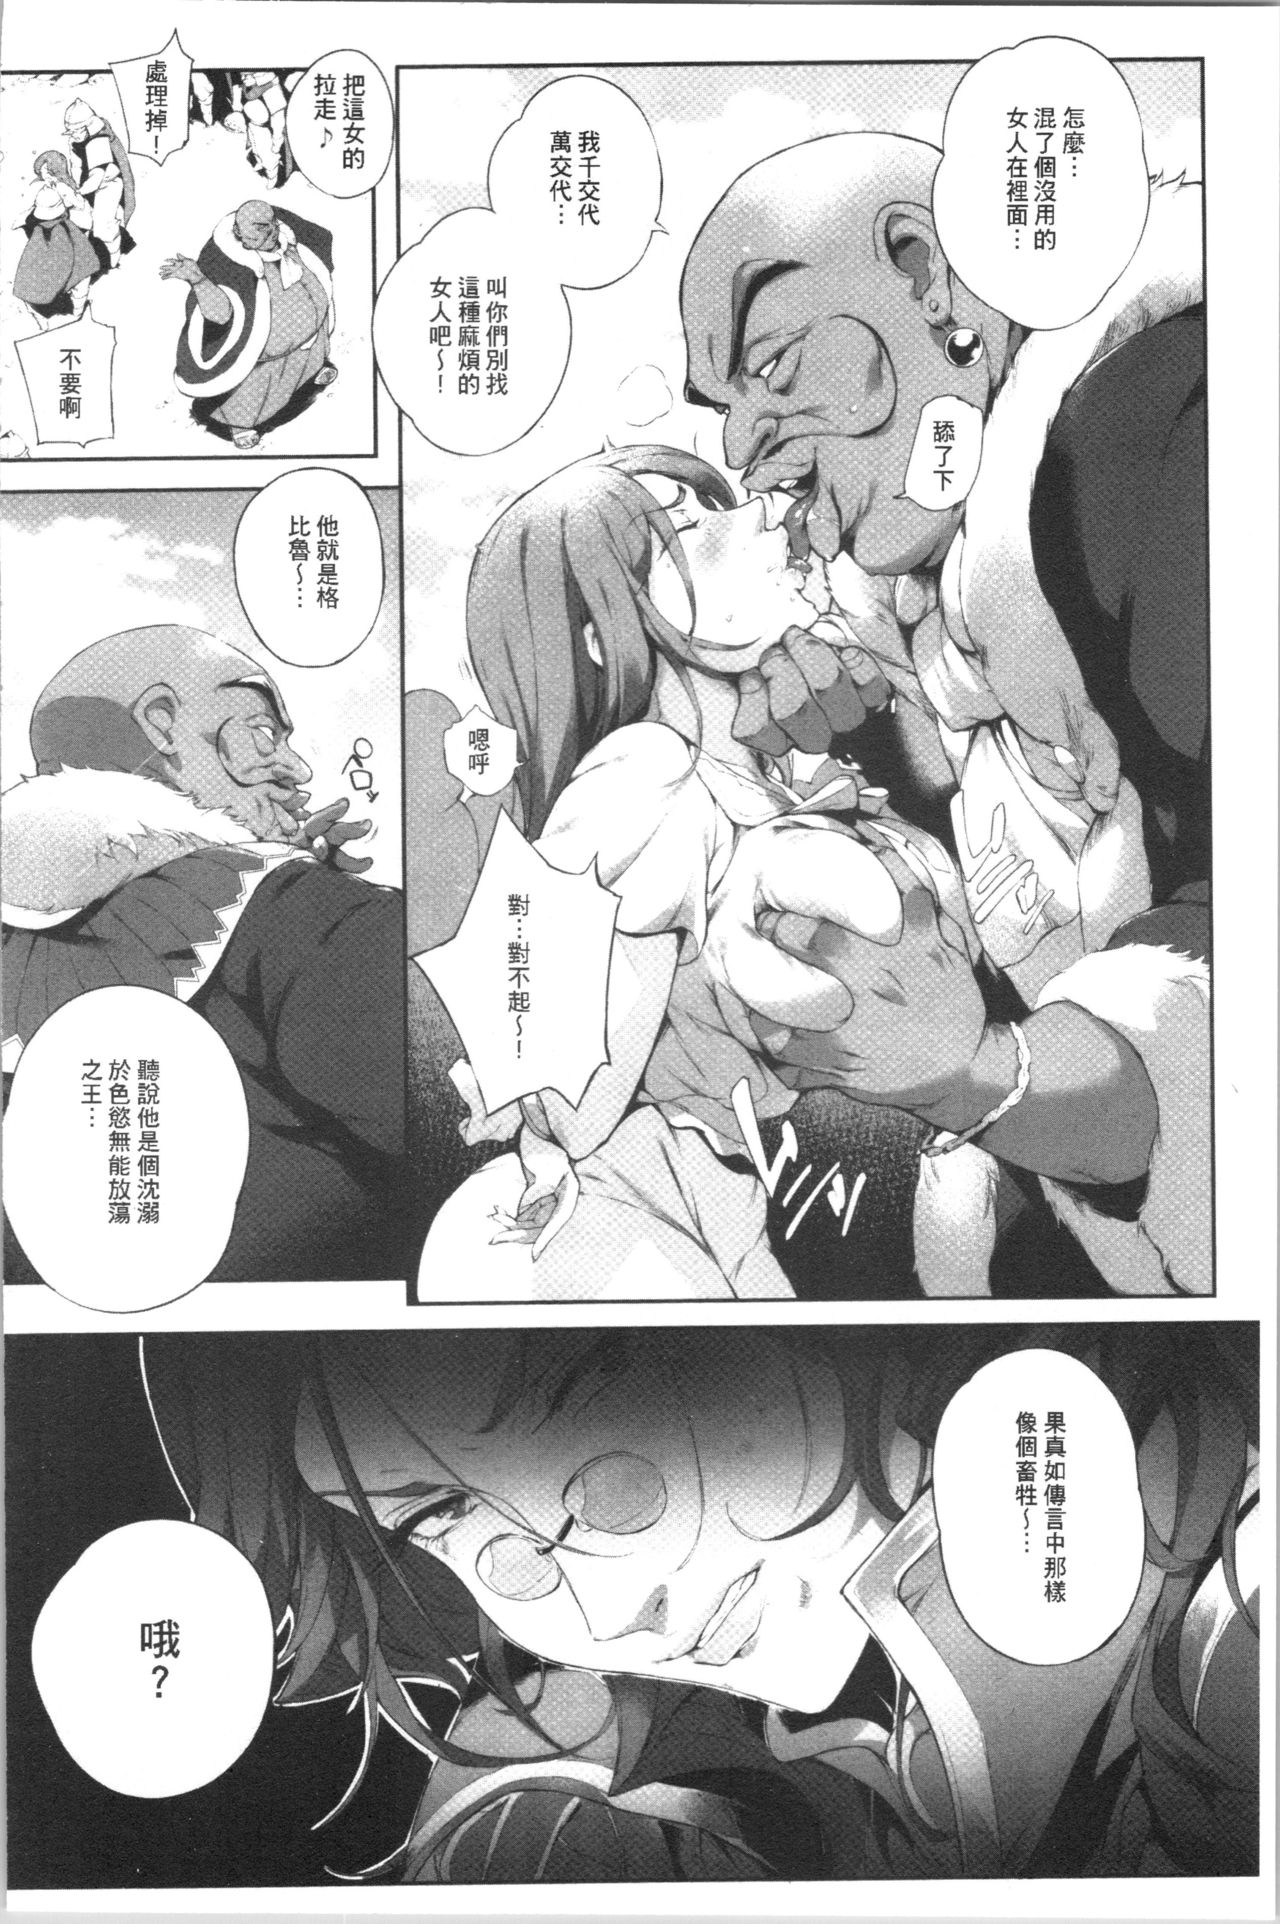 怎麼…
混了個沒用的
女人在裡面…
舔了下
我千交代
萬交代…
叫你們別找
這種麻煩的
女人吧～！
嗯呼
對…對不起～！
把這女的
拉走♪
處理掉！
不要啊
他就是格
比魯～…
聽說他是個沈溺
於色慾無能放蕩
之王…
果真如傳言中那樣
像個畜牲～…
哦？